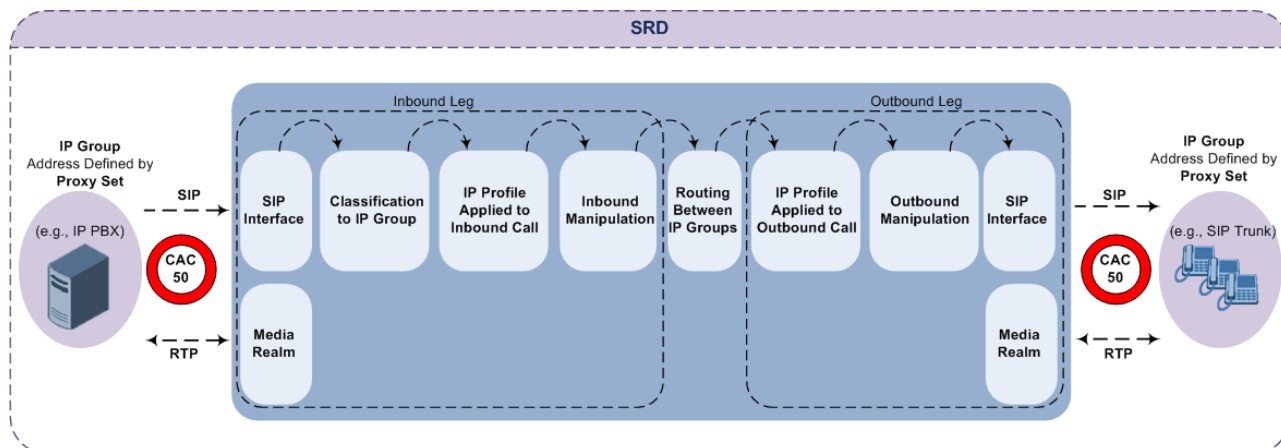 SRD
Inbound Leg
Outbound Leg
IP Group
Address Defined by
Proxy Set
(e.g., IP PBX)
SIP
CAC
50
RTP
SIP
Interface
Classification
to IP Group
IP Profile
Applied to
Inbound Call
Inbound
Manipulation
Routing
Between
IP Groups
IP Profile
Applied to
Outbound Call
Outbound
Manipulation
SIP
Interface
Media
Realm
Media
Realm
SIP
CAC
50
RTP
IP Group
Address Defined by
Proxy Set
(e.g., SIP Trunk)